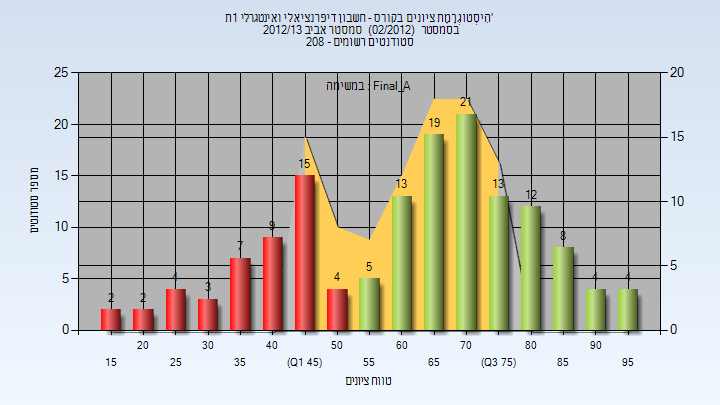 היסטוגרמת ציונים בקורס - חשבון דיפרנציאלי ואינטגרלי 1ת'
בסמסטר (02/2012) סמסטר אביב 2012/13
סטודנטים רשומים - 208
במשימה : Final_A
25 20 15 10 5 0
מספר סטודנטים
20 15 10 5 0
2 2 4 3 7 9 15 4 5 13 19 21 13 12 8 4 4
20 30 40 50 60 70 80 90
15 25 35 (Q1 45) 55 65 (Q3 75) 85 95
טווח ציונים